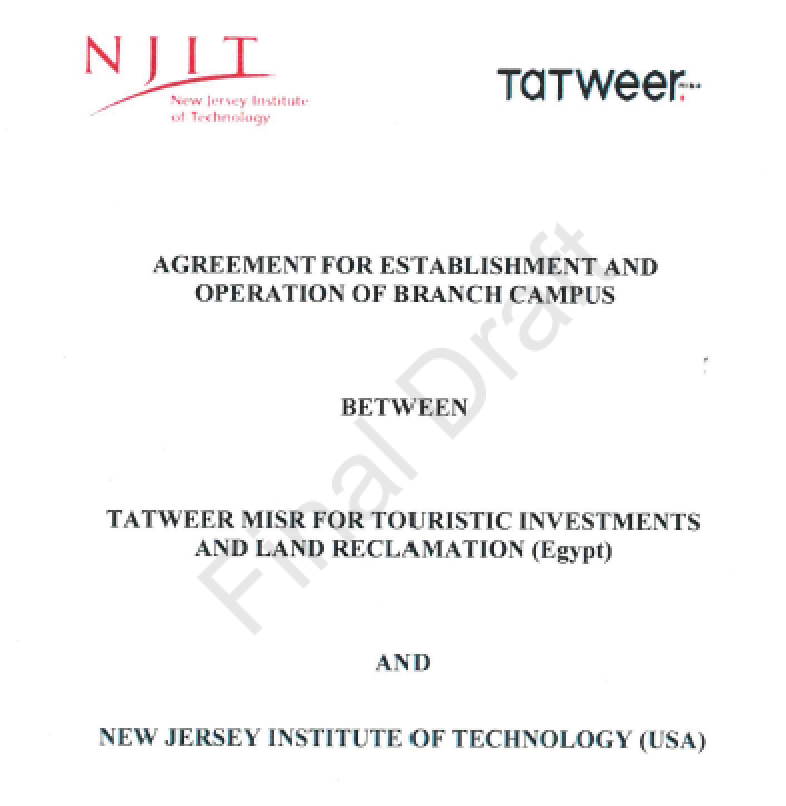 NJIT
New Jersey Institute
of Technology
TaTweer
AGREEMENT FOR ESTABLISHMENT AND
OPERATION OF BRANCH CAMPUS
BETWEEN
TATWEER MISR FOR TOURISTIC INVESTMENTS
AND LAND RECLAMATION (Egypt)
AND
NEW JERSEY INSTITUTE OF TECHNOLOGY (USA)
Final Draft